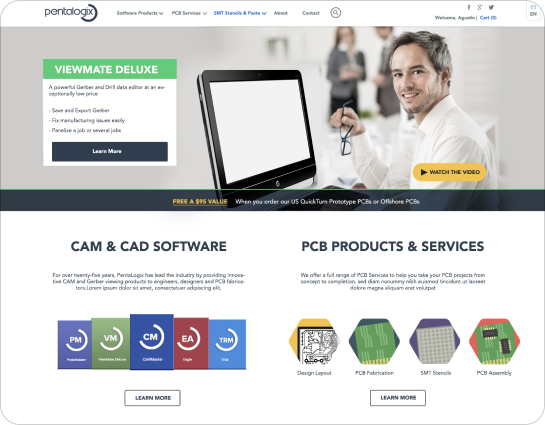 pentalogix
Software Products
PCB Services
SMT Stencils & Paste
About
Contact
Welcome, Agustin | Cart (0)
EN
VIEWMATE DELUXE
A powerful Gerber and Drill data editor at an ex-
ceptionally low price
- Save and Export Gerber
- Fix manufacturing issues easily
- Panelize a job or several jobs
Learn More
WATCH THE VIDEO
FREE A $95 VALUE When you order our US QuickTurn Prototype PCBs or Offshore PCBs
CAM & CAD SOFTWARE
For over twenty-five years, PentaLogix has lead the industry by providing innova-
tive CAM and Gerber viewing products to engineers, designers and PCB fabrica-
tors.Lorem ipsum dolor sit amet, consectetuer adipiscing elit,
PM
VM
CM
EA
TRM
ViewMate Deluxe
CAMMaster
Eagle
LEARN MORE
PCB PRODUCTS & SERVICES
We offer a full range of PCB Services to help you take your PCB projects from
concept to completion. sed diam nonummy nibh euismod tincidunt ut laoreet
dolore magna aliquam erat volutpat
Design Layout
PCB Fabrication
SMT Stencils
PCB Assembly
LEARN MORE